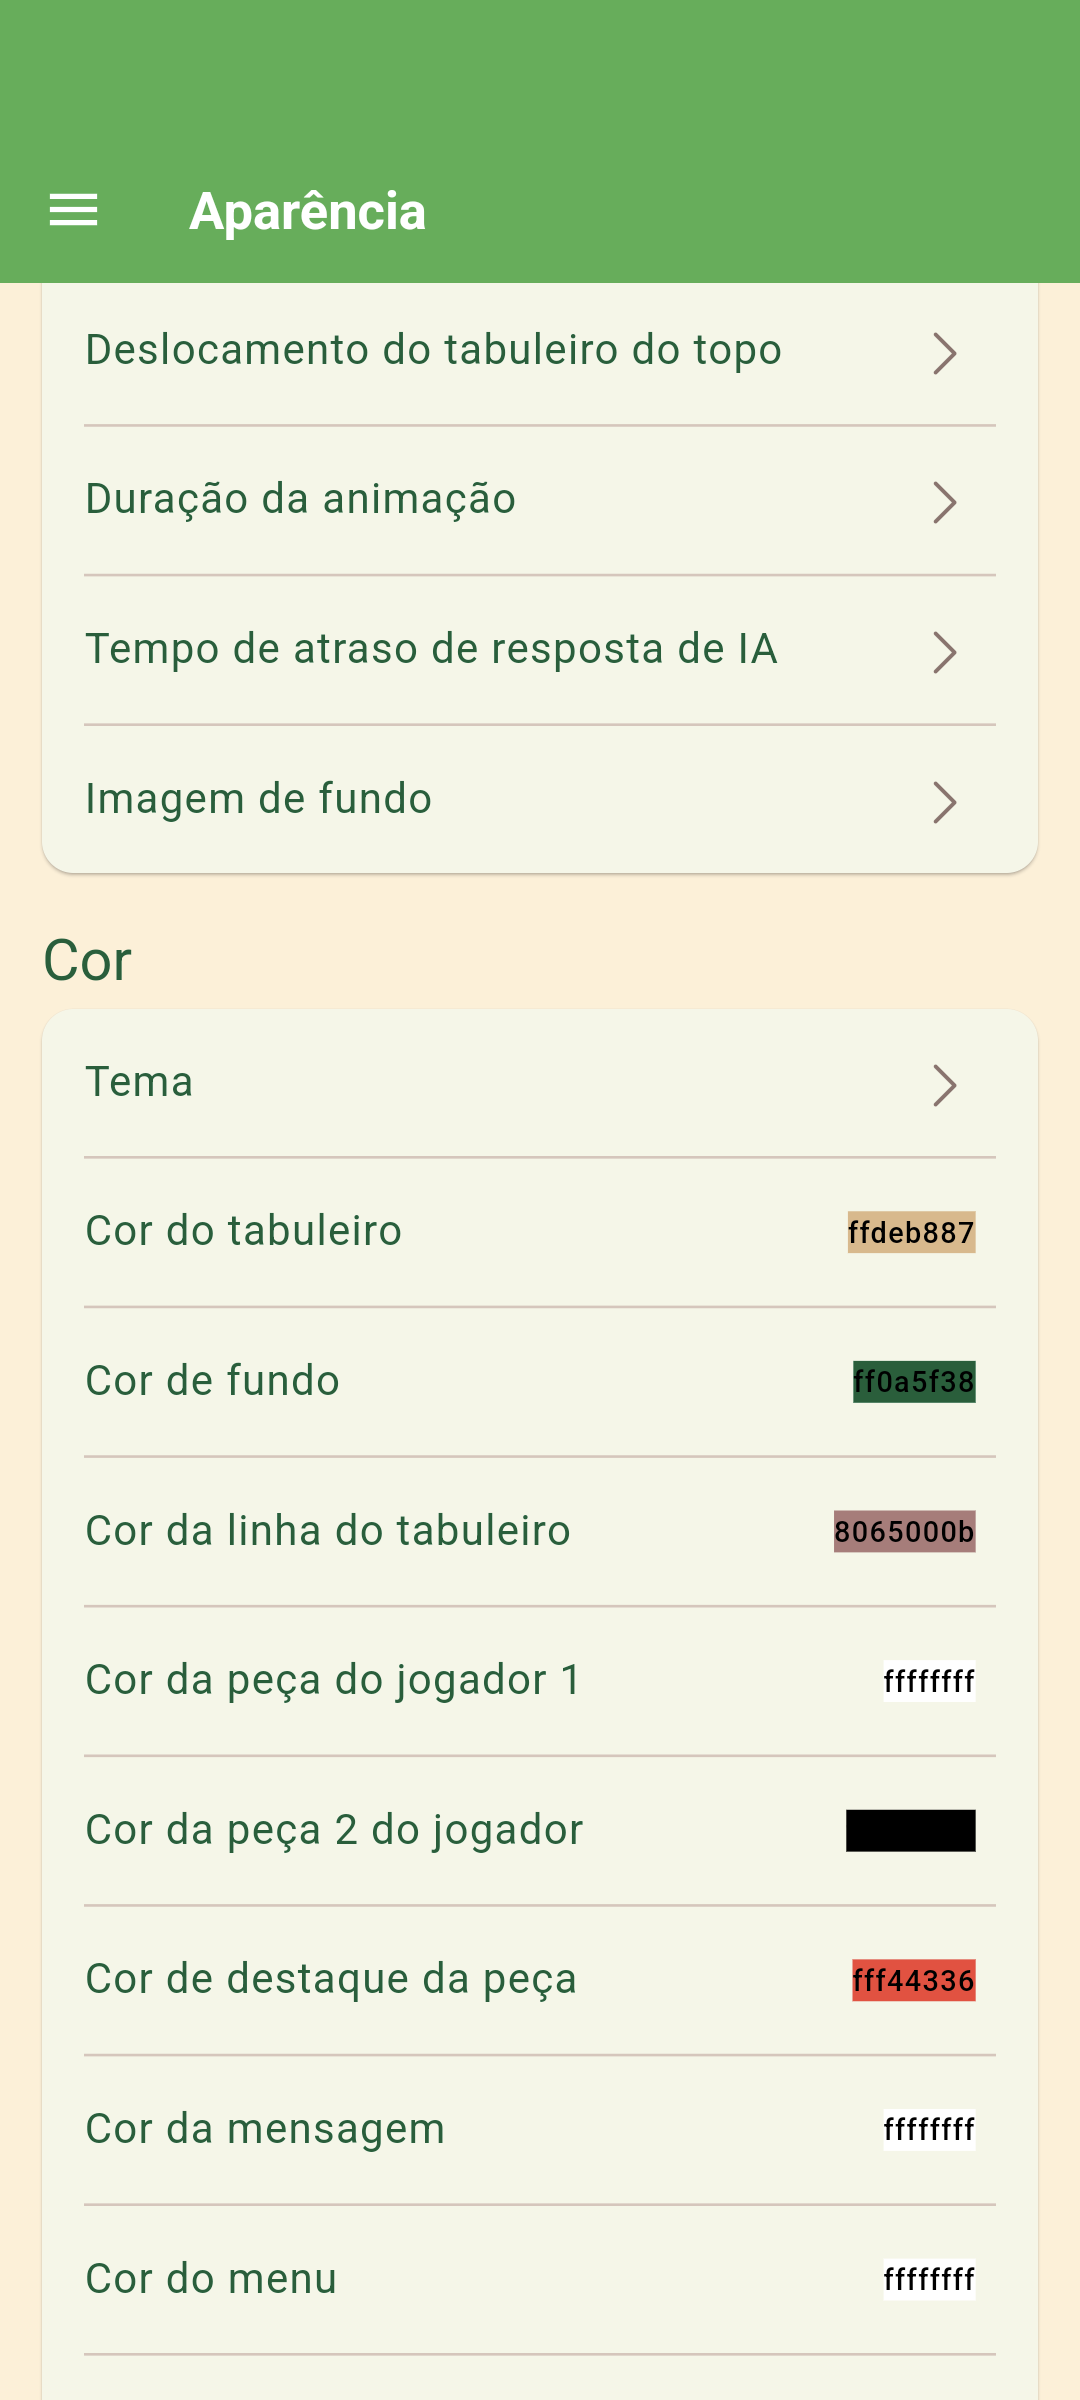 Aparência
Deslocamento do tabuleiro do topo
Duração da animação
Tempo de atraso de resposta de IA
Imagem de fundo
Cor
Tema
Cor do tabuleiro ffdeb887
Cor de fundo ff0a5f38
Cor da linha do tabuleiro 8065000b
Cor da peça do jogador 1 ffffffff
Cor da peça 2 do jogador
Cor de destaque da peça fff44336
Cor da mensagem ffffffff
Cor do menu ffffffff